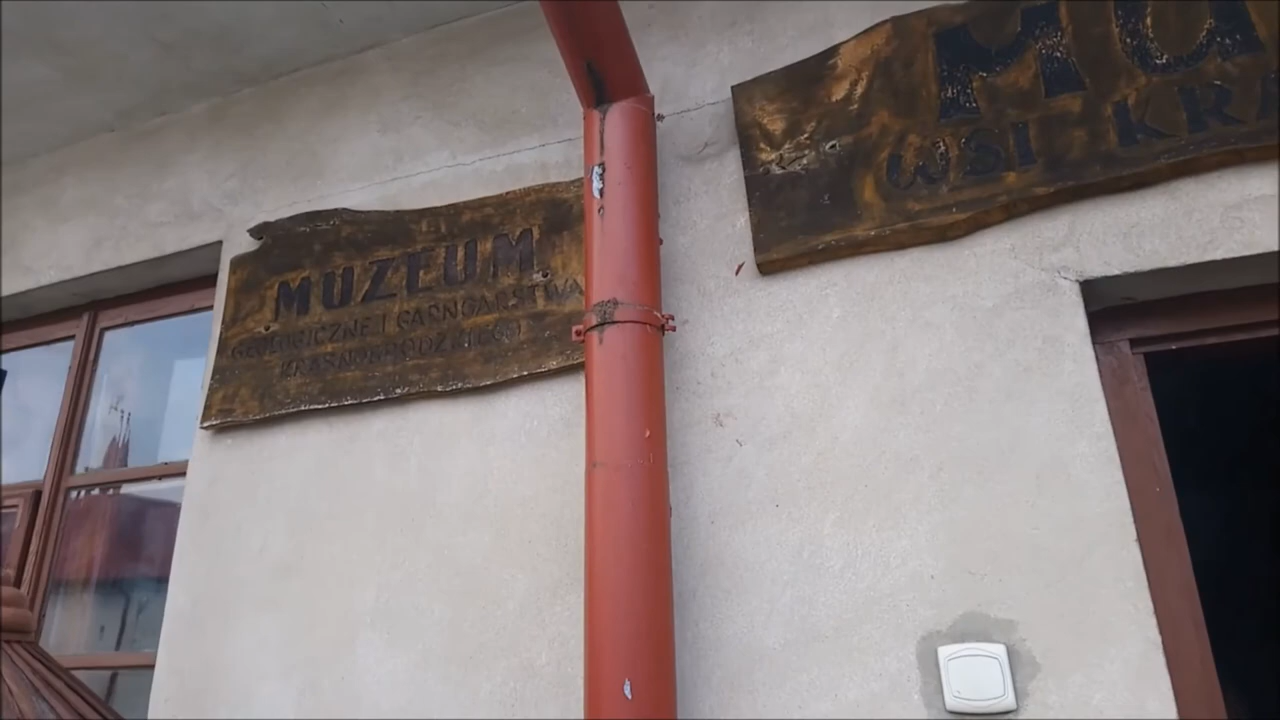 MUZEUM
GEOLOGICZNE I GARNCARSTWA
KRASNOBRODZKIEGO
MU
WSI KRA